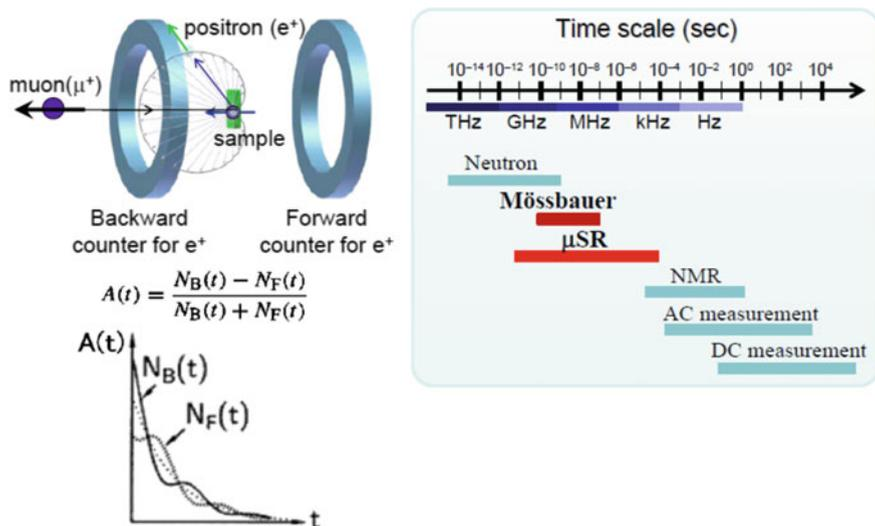 positron (e⁺)
muon(μ⁺)
sample
Backward
counter for e⁺
Forward
counter for e⁺
A(t) = (N_B(t) − N_F(t)) / (N_B(t) + N_F(t))
A(t)
N_B(t)
N_F(t)
t
Time scale (sec)
10⁻¹⁴ 10⁻¹² 10⁻¹⁰ 10⁻⁸ 10⁻⁶ 10⁻⁴ 10⁻² 10⁰ 10² 10⁴
THz GHz MHz kHz Hz
Neutron
Mössbauer
μSR
NMR
AC measurement
DC measurement